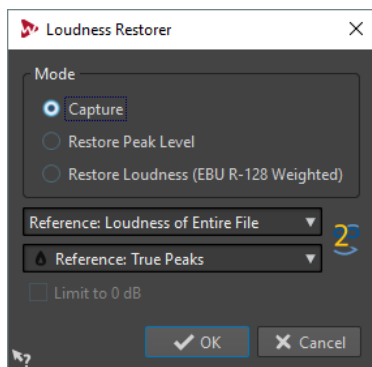 Loudness Restorer
Mode
Capture
Restore Peak Level
Restore Loudness (EBU R-128 Weighted)
Reference: Loudness of Entire File
2
Reference: True Peaks
Limit to 0 dB
OK
Cancel
?